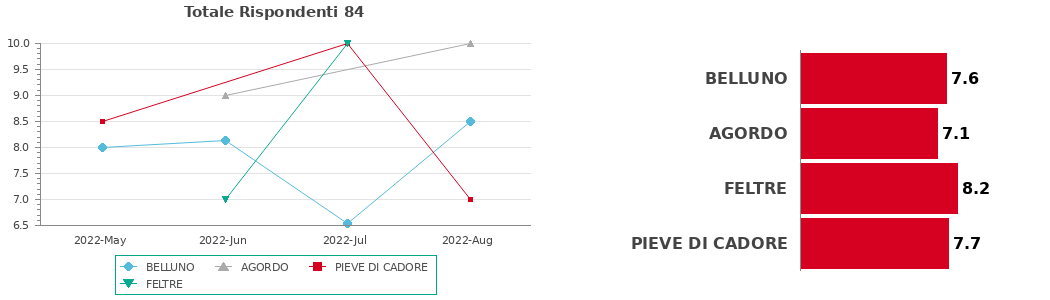 Totale Rispondenti 84
10.0
9.5
9.0
8.5
8.0
7.5
7.0
6.5
2022-May 2022-Jun 2022-Jul 2022-Aug
BELLUNO AGORDO PIEVE DI CADORE
FELTRE
BELLUNO 7.6
AGORDO 7.1
FELTRE 8.2
PIEVE DI CADORE 7.7